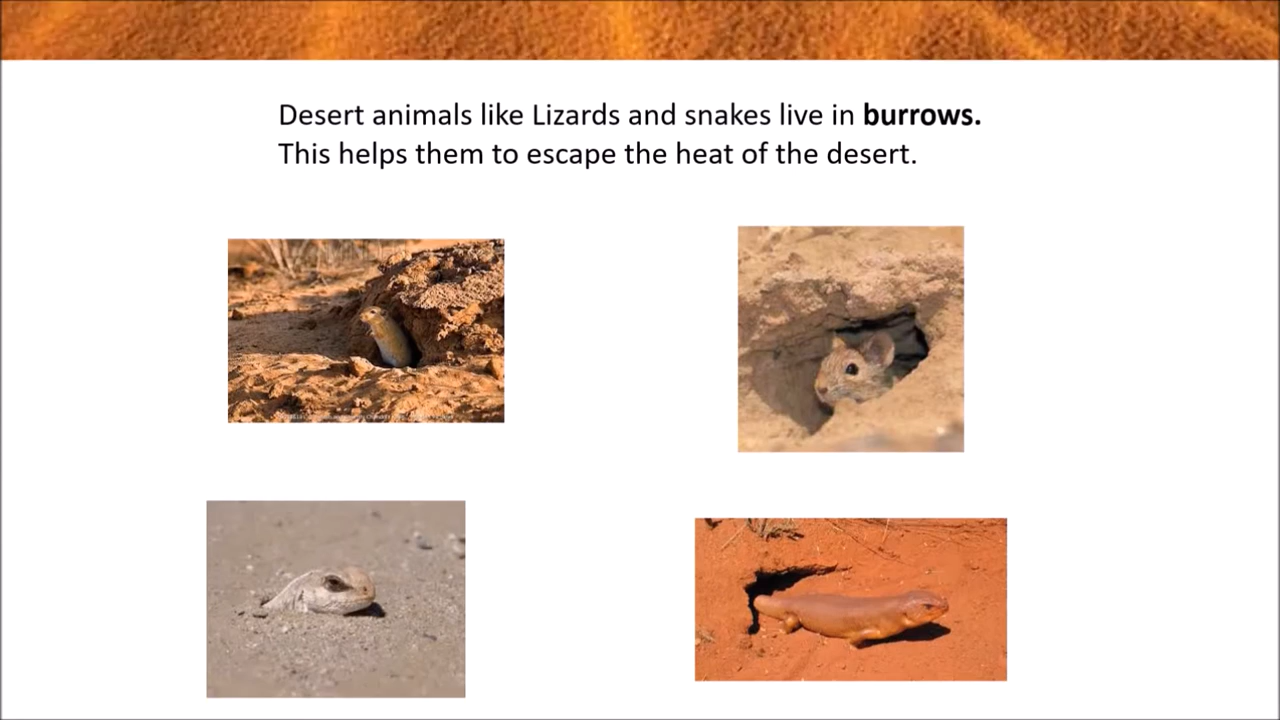 Desert animals like Lizards and snakes live in burrows.
This helps them to escape the heat of the desert.